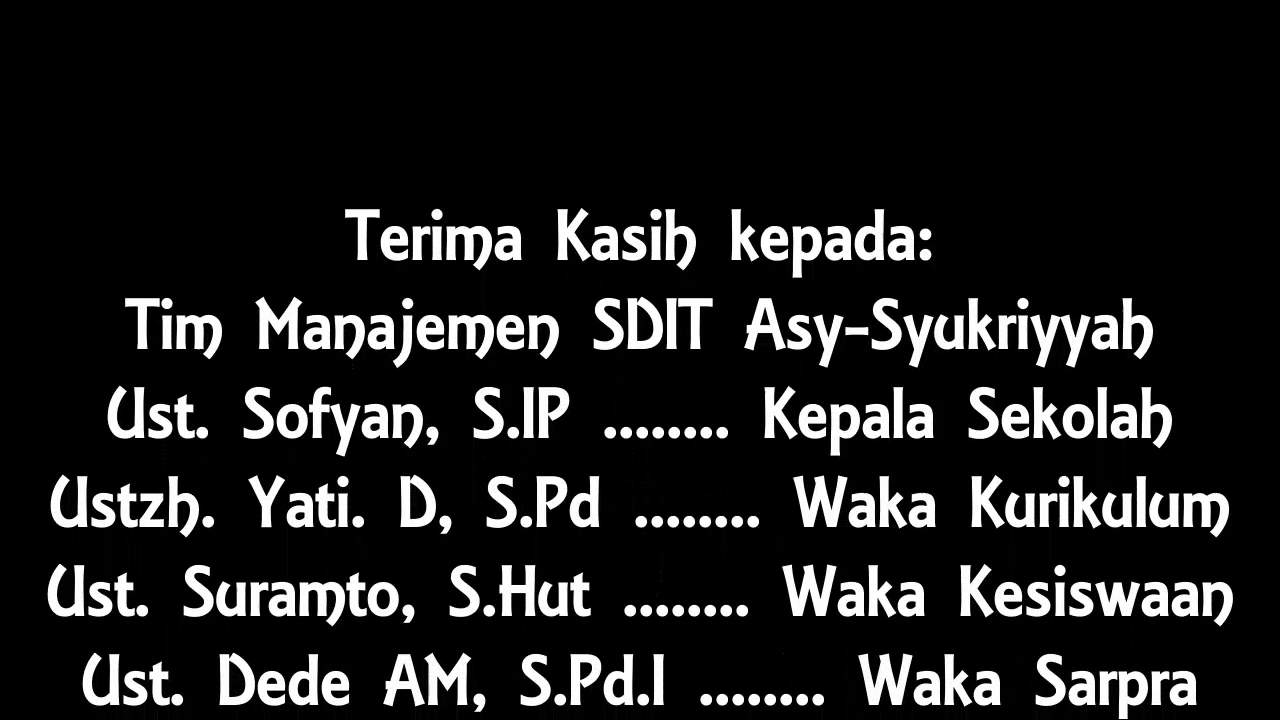 Terima Kasih kepada:
Tim Manajemen SDIT Asy-Syukriyyah
Ust. Sofyan, S.IP ........ Kepala Sekolah
Ustzh. Yati. D, S.Pd ........ Waka Kurikulum
Ust. Suramto, S.Hut ........ Waka Kesiswaan
Ust. Dede AM, S.Pd.I ........ Waka Sarpra